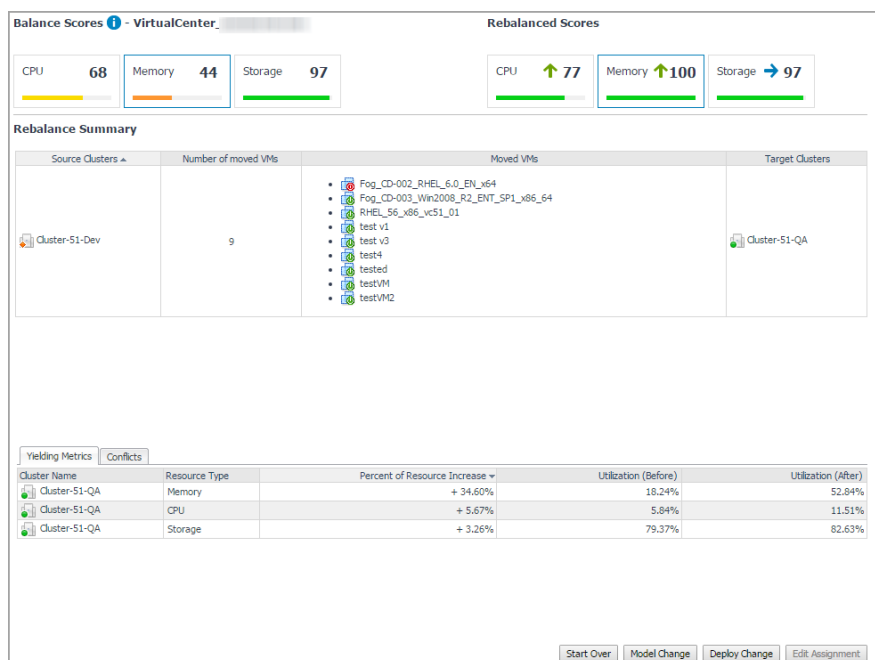 Balance Scores - VirtualCenter_
Rebalanced Scores
CPU 68
Memory 44
Storage 97
CPU 77
Memory 100
Storage 97
Rebalance Summary
Source Clusters Number of moved VMs Moved VMs Target Clusters
Cluster-51-Dev
9
Fog_CD-002_RHEL_6.0_EN_x64
Fog_CD-003_Win2008_R2_ENT_SP1_x86_64
RHEL_56_x86_vc51_01
test v1
test v3
test4
tested
testVM
testVM2
Cluster-51-QA
Yielding Metrics Conflicts
Cluster Name Resource Type Percent of Resource Increase Utilization (Before) Utilization (After)
Cluster-51-QA Memory + 34.60% 18.24% 52.84%
Cluster-51-QA CPU + 5.67% 5.84% 11.51%
Cluster-51-QA Storage + 3.26% 79.37% 82.63%
Start Over Model Change Deploy Change Edit Assignment